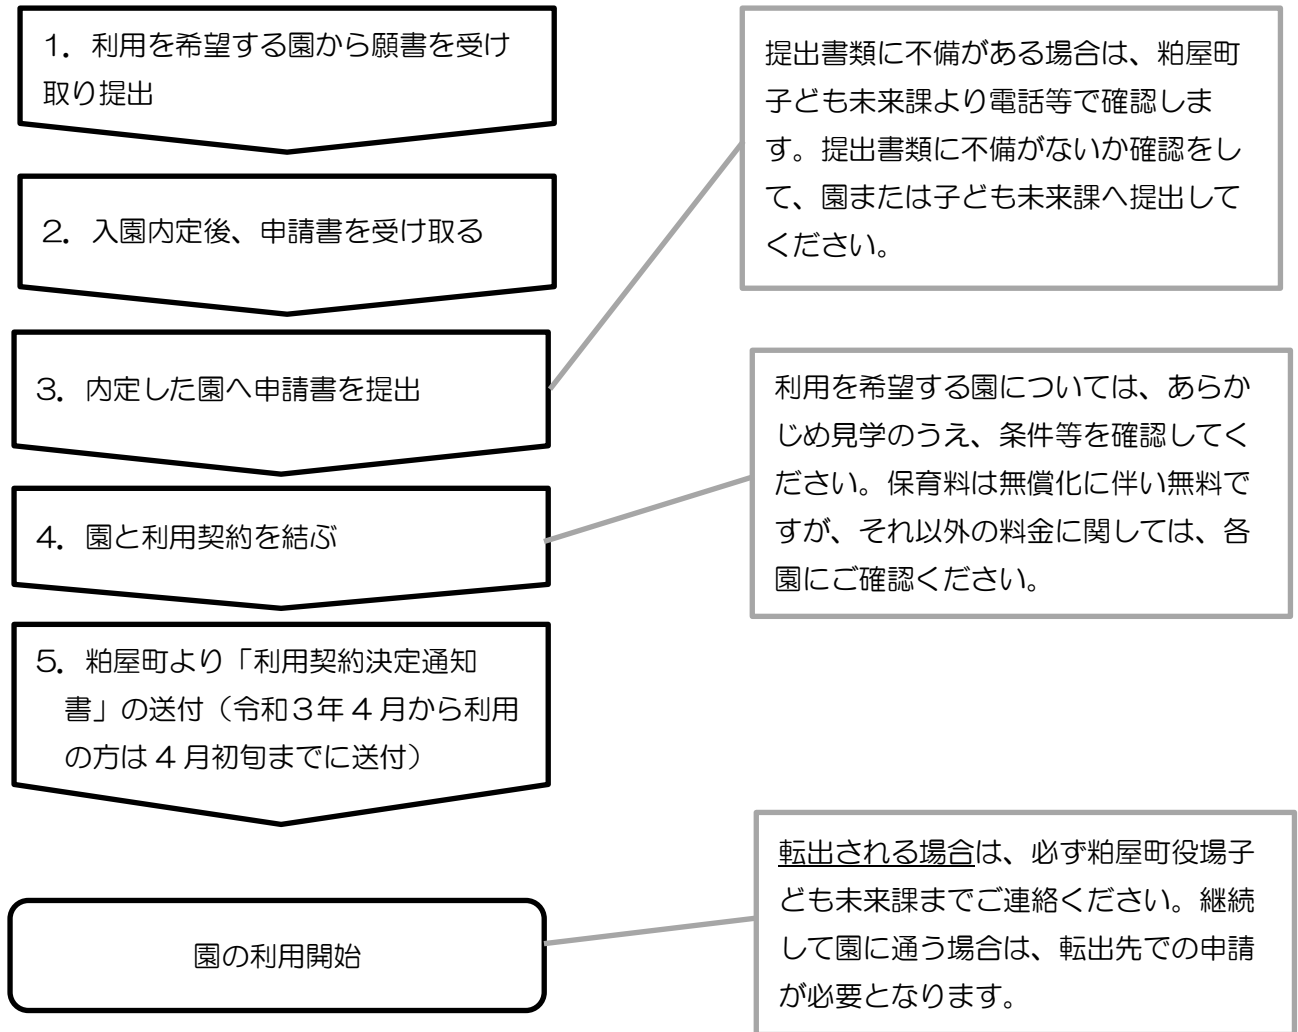 1．利用を希望する園から願書を受け
取り提出
2．入園内定後、申請書を受け取る
3．内定した園へ申請書を提出
4．園と利用契約を結ぶ
5．粕屋町より「利用契約決定通知
書」の送付（令和３年４月から利用
の方は４月初旬までに送付）
園の利用開始
提出書類に不備がある場合は、粕屋町
子ども未来課より電話等で確認しま
す。提出書類に不備がないか確認をし
て、園または子ども未来課へ提出して
ください。
利用を希望する園については、あらか
じめ見学のうえ、条件等を確認してく
ださい。保育料は無償化に伴い無料で
すが、それ以外の料金に関しては、各
園にご確認ください。
転出される場合は、必ず粕屋町役場子
ども未来課までご連絡ください。継続
して園に通う場合は、転出先での申請
が必要となります。